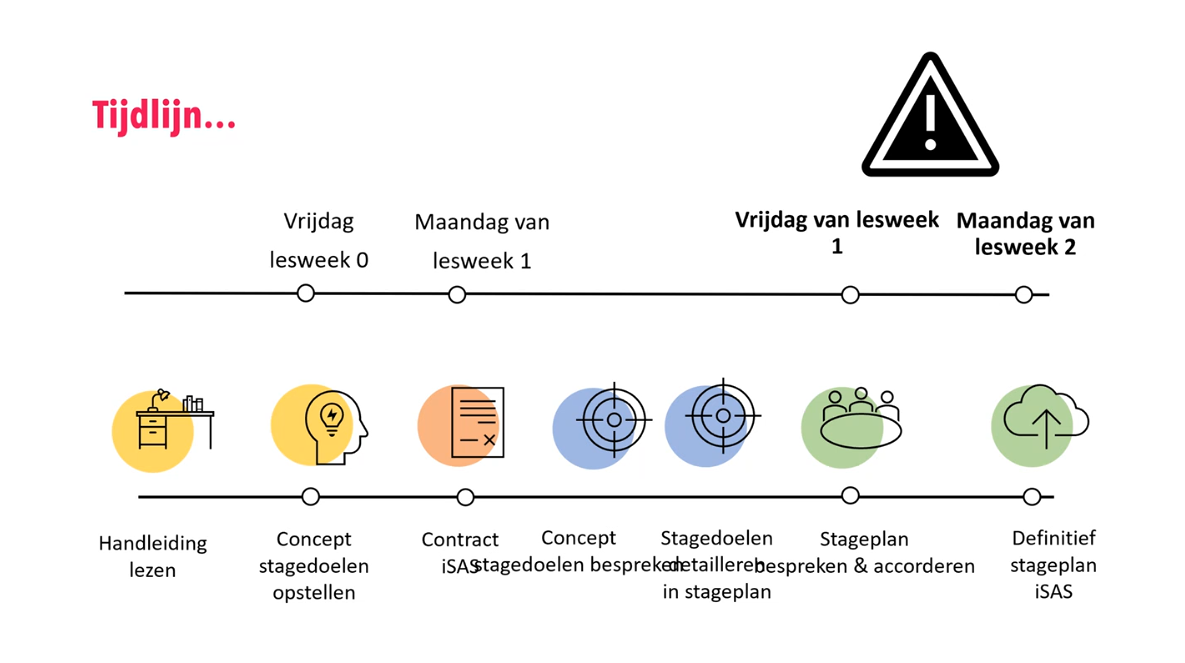 Tijdlijn...
Vrijdag
lesweek 0
Maandag van
lesweek 1
Vrijdag van lesweek
1
Maandag van
lesweek 2
Handleiding
lezen
Concept
stagedoelen
opstellen
Contract
iSAS
Concept
stagedoelen bespreken
Stagedoelen
detailleren
in stageplan
Stageplan
bespreken & accorderen
Definitief
stageplan
iSAS